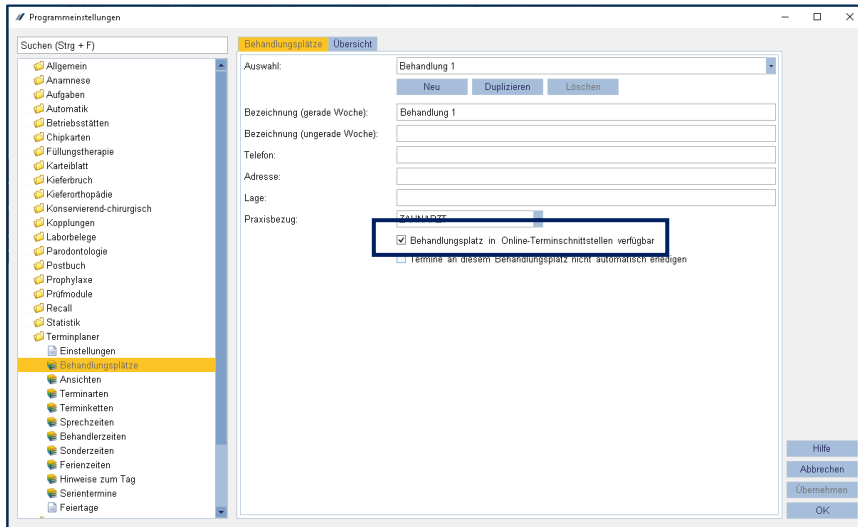 Programmeinstellungen
Suchen (Strg + F)
Allgemein
Anamnese
Aufgaben
Automatik
Betriebsstätten
Chipkarten
Füllungstherapie
Karteiblatt
Kieferbruch
Kieferorthopädie
Konservierend-chirurgisch
Kopplungen
Laborbelege
Parodontologie
Postbuch
Prophylaxe
Prüfmodule
Recall
Statistik
Terminplaner
Einstellungen
Behandlungsplätze
Ansichten
Terminarten
Terminketten
Sprechzeiten
Behandlerzeiten
Sonderzeiten
Ferienzeiten
Hinweise zum Tag
Serientermine
Feiertage
Behandlungsplätze Übersicht
Auswahl: Behandlung 1
Neu Duplizieren Löschen
Bezeichnung (gerade Woche): Behandlung 1
Bezeichnung (ungerade Woche):
Telefon:
Adresse:
Lage:
Praxisbezug: ZAHNARZT
Behandlungsplatz in Online-Terminschnittstellen verfügbar
Termine an diesem Behandlungsplatz nicht automatisch erledigen
Hilfe
Abbrechen
Übernehmen
OK